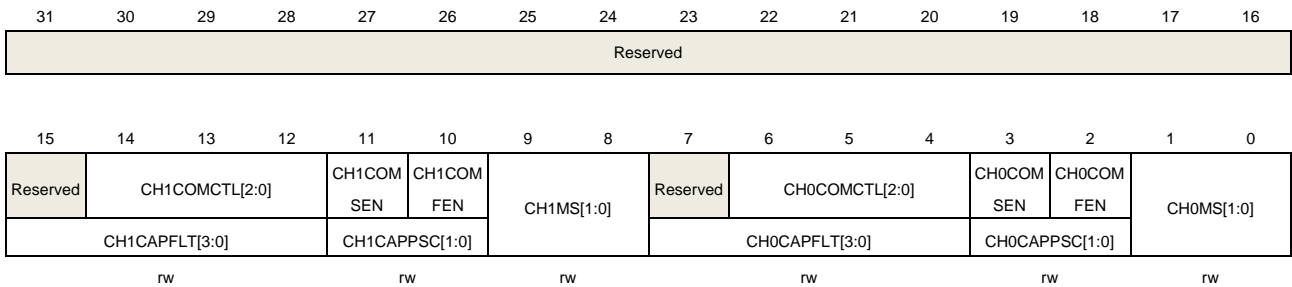 31 30 29 28 27 26 25 24 23 22 21 20 19 18 17 16
Reserved
15 14 13 12 11 10 9 8 7 6 5 4 3 2 1 0
Reserved CH1COMCTL[2:0] CH1COM SEN CH1COM FEN CH1MS[1:0] Reserved CH0COMCTL[2:0] CH0COM SEN CH0COM FEN CH0MS[1:0]
CH1CAPFLT[3:0] CH1CAPPSC[1:0] CH0CAPFLT[3:0] CH0CAPPSC[1:0]
rw rw rw rw rw rw